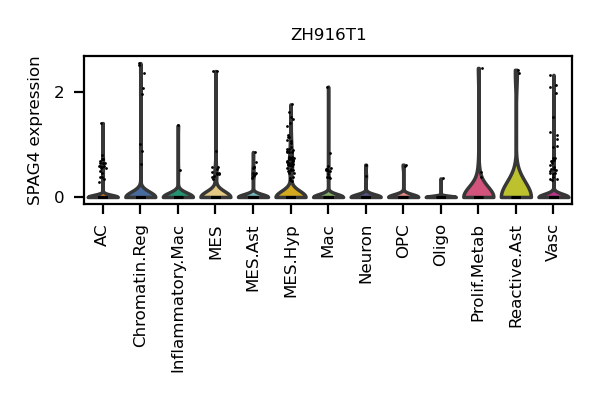 ZH916T1
SPAG4 expression
2
0
AC
Chromatin.Reg
Inflammatory.Mac
MES
MES.Ast
MES.Hyp
Mac
Neuron
OPC
Oligo
Prolif.Metab
Reactive.Ast
Vasc